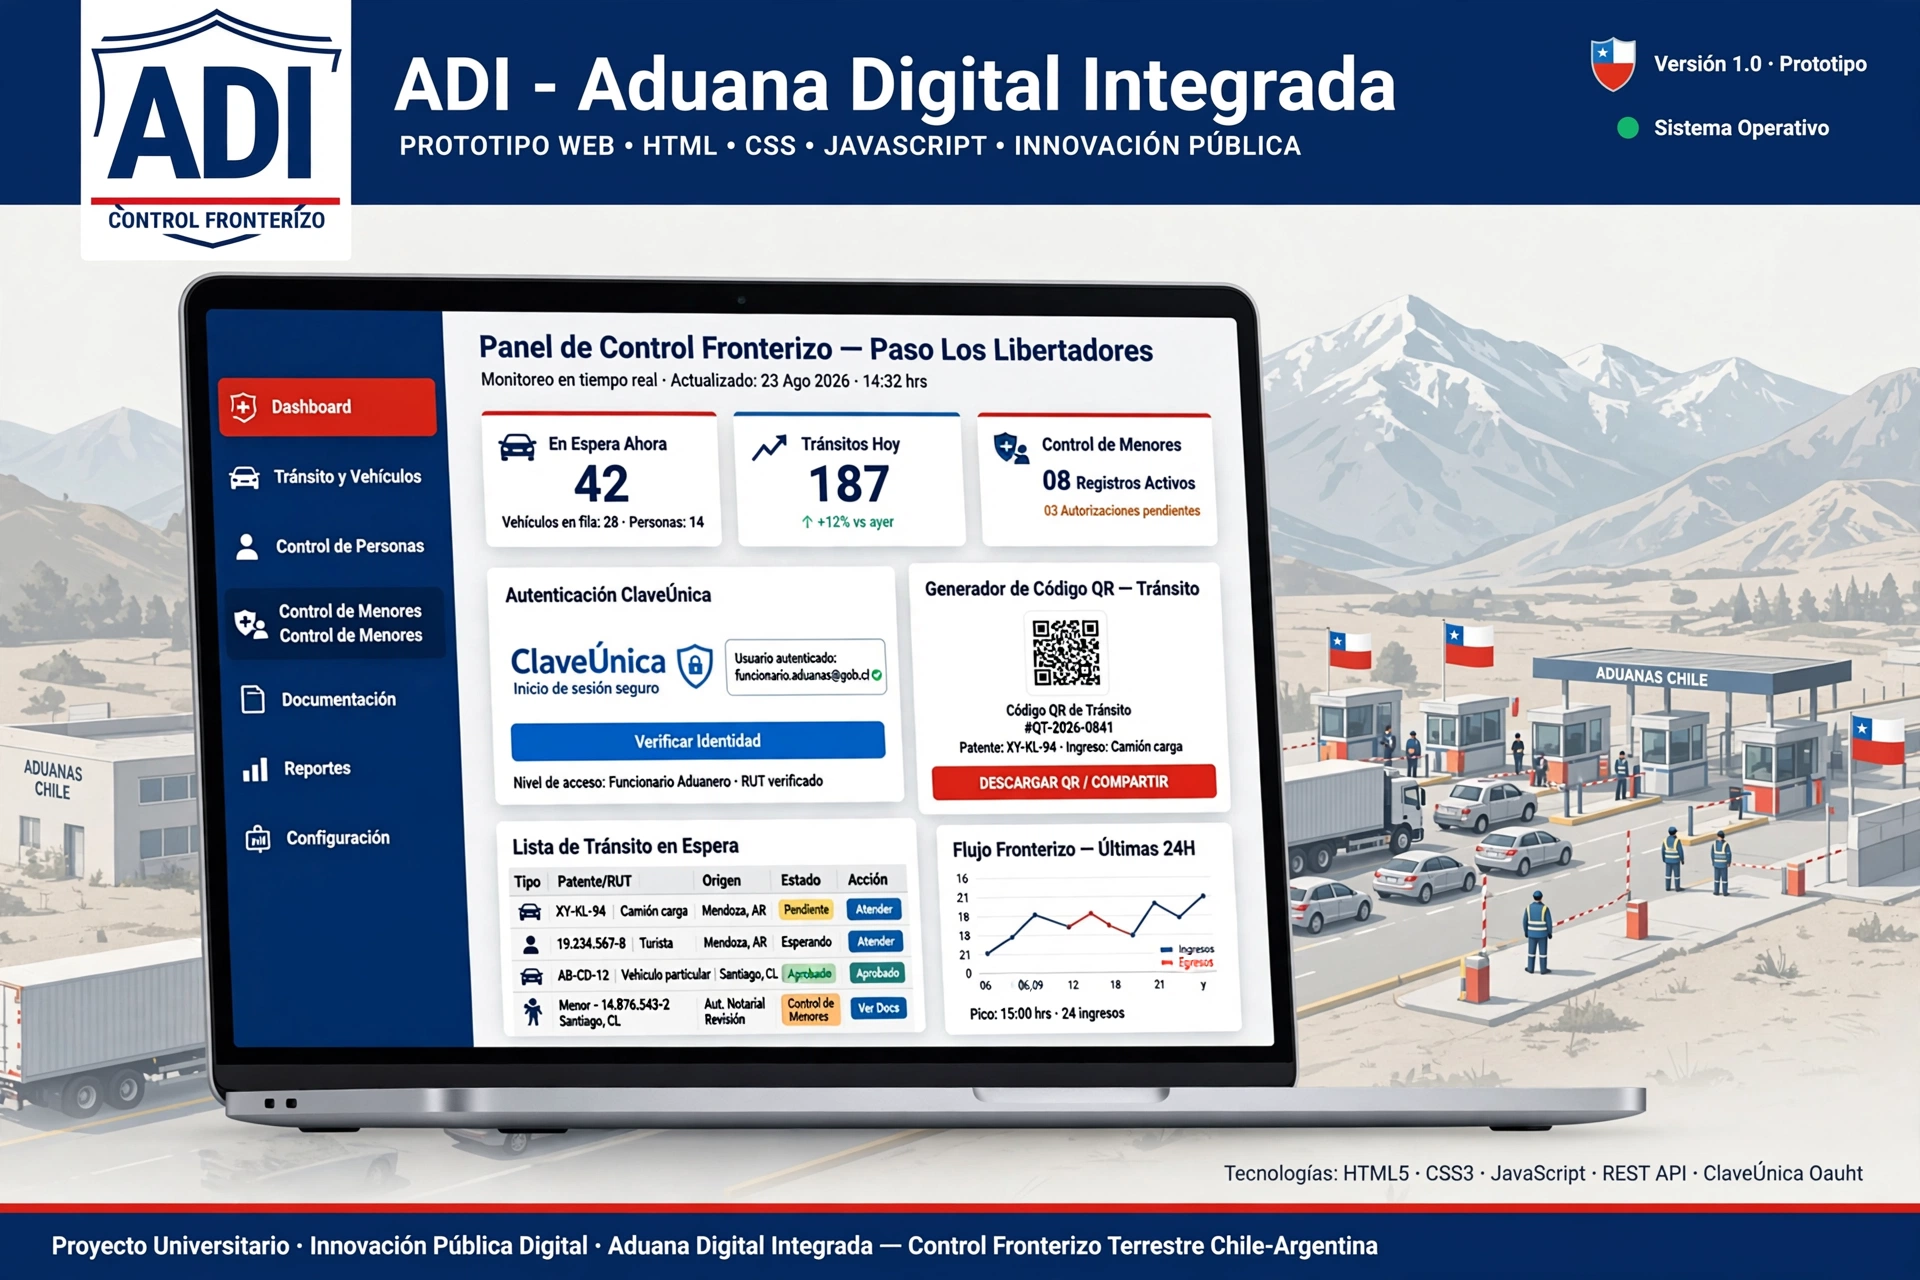 ADI
CONTROL FRONTERIZO
ADI - Aduana Digital Integrada
PROTOTIPO WEB • HTML • CSS • JAVASCRIPT • INNOVACIÓN PÚBLICA
Versión 1.0 · Prototipo
Sistema Operativo
Dashboard
Tránsito y Vehículos
Control de Personas
Control de Menores
Control de Menores
Documentación
Reportes
Configuración
Panel de Control Fronterizo — Paso Los Libertadores
Monitoreo en tiempo real · Actualizado: 23 Ago 2026 · 14:32 hrs
En Espera Ahora
42
Vehículos en fila: 28 · Personas: 14
Tránsitos Hoy
187
↑ +12% vs ayer
Control de Menores
08 Registros Activos
03 Autorizaciones pendientes
Autenticación ClaveÚnica
ClaveÚnica
Inicio de sesión seguro
Usuario autenticado:
funcionario.aduanas@gob.cl
Verificar Identidad
Nivel de acceso: Funcionario Aduanero · RUT verificado
Generador de Código QR — Tránsito
Código QR de Tránsito
#QT-2026-0841
Patente: XY-KL-94 · Ingreso: Camión carga
DESCARGAR QR / COMPARTIR
Lista de Tránsito en Espera
Tipo Patente/RUT Origen Estado Acción
XY-KL-94 | Camión carga Mendoza, AR Pendiente Atender
19.234.567-8 | Turista Mendoza, AR Esperando Atender
AB-CD-12 | Vehiculo particular | Santiago, CL Aprobado Aprobado
Menor - 14.876.543-2 Aut. Notarial Control de Ver Docs
Santiago, CL Revisión Menores
Flujo Fronterizo — Últimas 24H
16
21
18
13
21
0
06 06,09 12 18 21 y
Ingresos
Egresos
Pico: 15:00 hrs · 24 ingresos
ADUANAS CHILE
ADUANAS
CHILE
Tecnologías: HTML5 · CSS3 · JavaScript · REST API · ClaveÚnica Oauht
Proyecto Universitario · Innovación Pública Digital · Aduana Digital Integrada — Control Fronterizo Terrestre Chile-Argentina